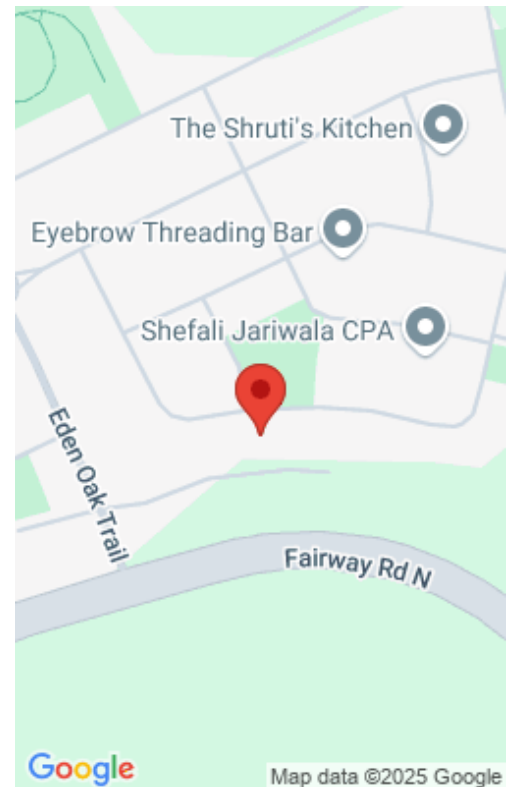 The Shruti's Kitchen
Eyebrow Threading Bar
Shefali Jariwala CPA
Eden Oak Trail
Fairway Rd N
Google
Map data ©2025 Google